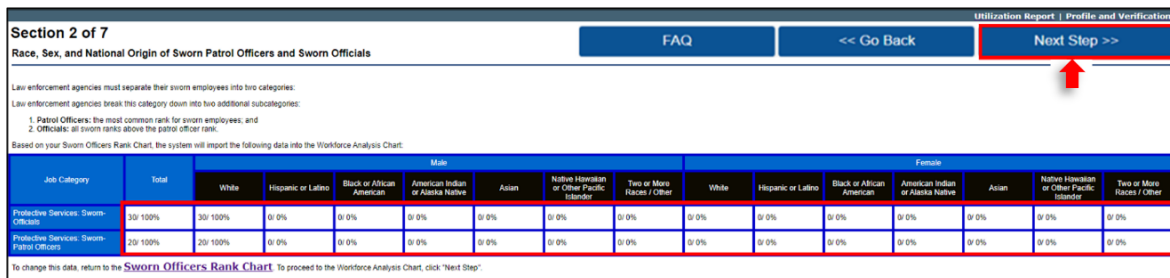 Utilization Report | Profile and Verification
Section 2 of 7
Race, Sex, and National Origin of Sworn Patrol Officers and Sworn Officials
FAQ
<< Go Back
Next Step >>
Law enforcement agencies must separate their sworn employees into two categories:
Law enforcement agencies break this category down into two additional subcategories:
1. Patrol Officers: the most common rank for sworn employees; and
2. Officials: all sworn ranks above the patrol officer rank.
Based on your Sworn Officers Rank Chart, the system will import the following data into the Workforce Analysis Chart:
Job Category Total Male Female
White Hispanic or Latino Black or African American American Indian or Alaska Native Asian Native Hawaiian or Other Pacific Islander Two or More Races / Other White Hispanic or Latino Black or African American American Indian or Alaska Native Asian Native Hawaiian or Other Pacific Islander Two or More Races / Other
Protective Services: Sworn-Officials 30/ 100% 30/ 100% 0/ 0% 0/ 0% 0/ 0% 0/ 0% 0/ 0% 0/ 0% 0/ 0% 0/ 0% 0/ 0% 0/ 0% 0/ 0% 0/ 0% 0/ 0%
Protective Services: Sworn-Patrol Officers 20/ 100% 20/ 100% 0/ 0% 0/ 0% 0/ 0% 0/ 0% 0/ 0% 0/ 0% 0/ 0% 0/ 0% 0/ 0% 0/ 0% 0/ 0% 0/ 0% 0/ 0%
To change this data, return to the Sworn Officers Rank Chart. To proceed to the Workforce Analysis Chart, click "Next Step".